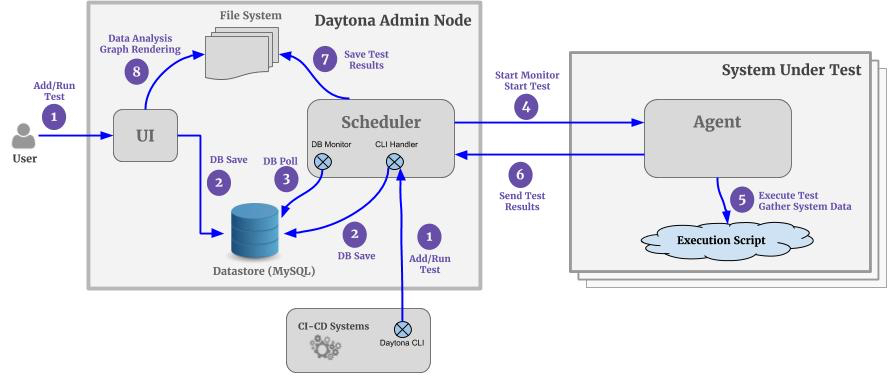 File System
Daytona Admin Node
Data Analysis
Graph Rendering
8
7
Save Test
Results
System Under Test
Start Monitor
Start Test
4
Add/Run
Test
1
User
UI
Scheduler
DB Monitor
CLI Handler
Agent
DB Save
2
DB Poll
3
6
Send Test
Results
5
Execute Test
Gather System Data
Execution Script
2
DB Save
1
Add/Run
Test
Datastore (MySQL)
CI-CD Systems
Daytona CLI